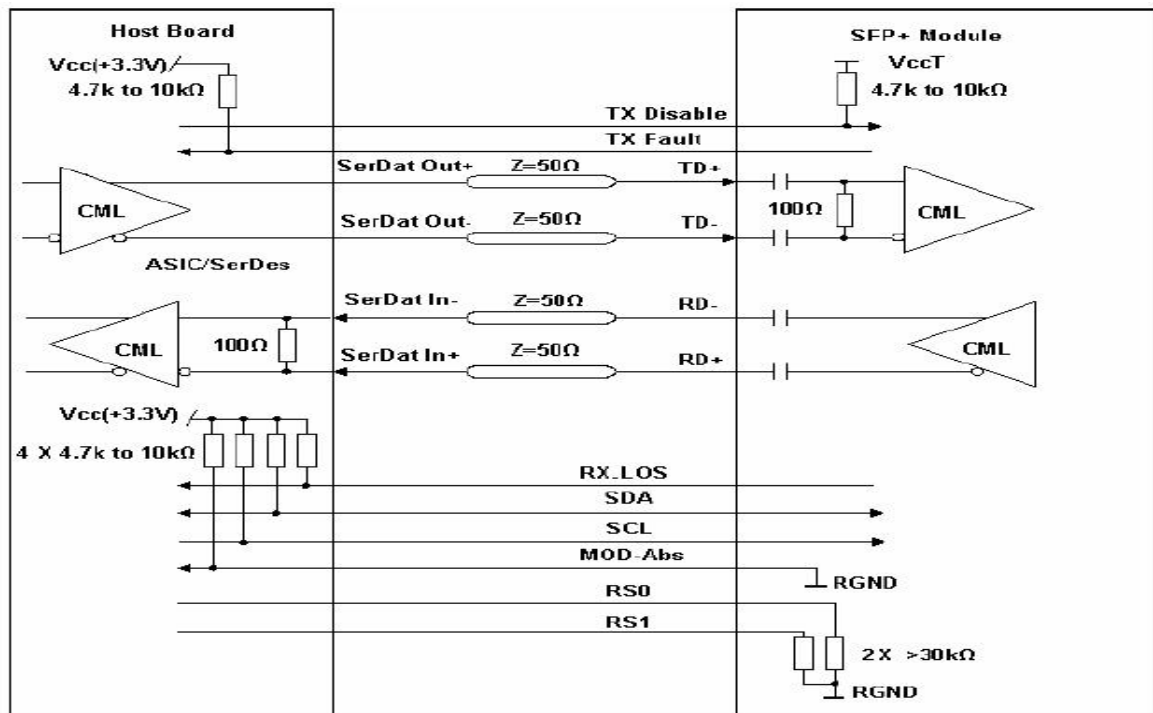 Host Board
SFP+ Module
Vcc(+3.3V)
4.7k to 10kΩ
VccT
4.7k to 10kΩ
TX Disable
TX Fault
SerDat Out+
Z=50Ω
TD+
CML
100Ω
CML
SerDat Out-
Z=50Ω
TD-
ASIC/SerDes
SerDat In-
Z=50Ω
RD-
CML
100Ω
CML
SerDat In+
Z=50Ω
RD+
Vcc(+3.3V)
4 X 4.7k to 10kΩ
RX_LOS
SDA
SCL
MOD-Abs
RGND
RS0
RS1
2X >30kΩ
RGND